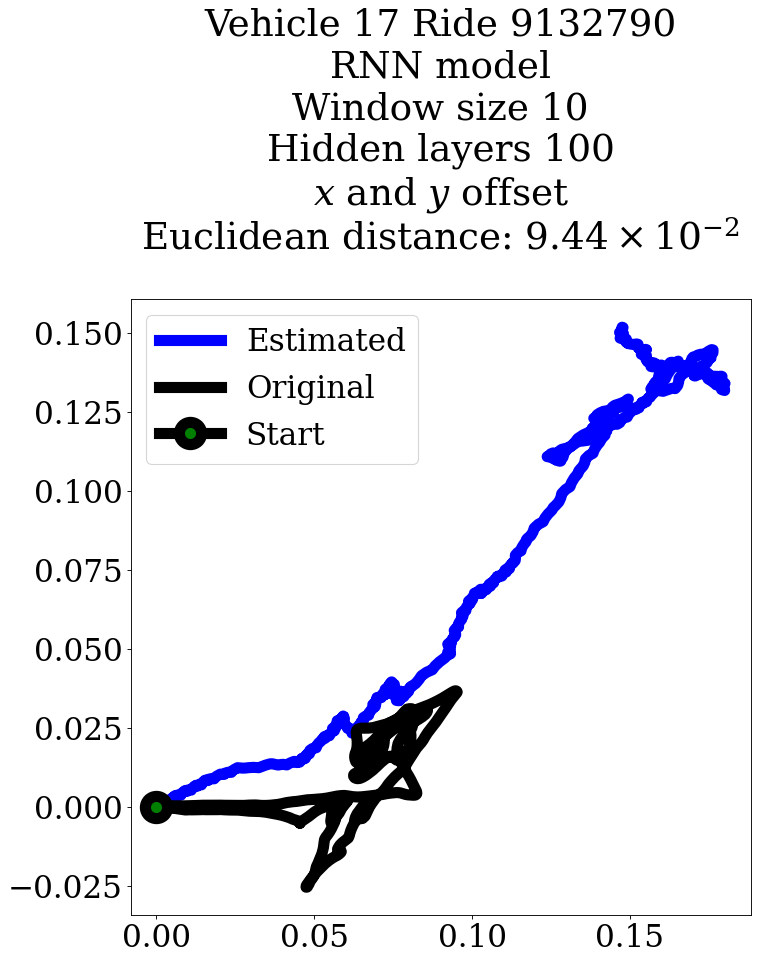 Vehicle 17 Ride 9132790
RNN model
Window size 10
Hidden layers 100
x and y offset
Euclidean distance: 9.44 × 10⁻²
Estimated
Original
Start
0.150
0.125
0.100
0.075
0.050
0.025
0.000
−0.025
0.00 0.05 0.10 0.15